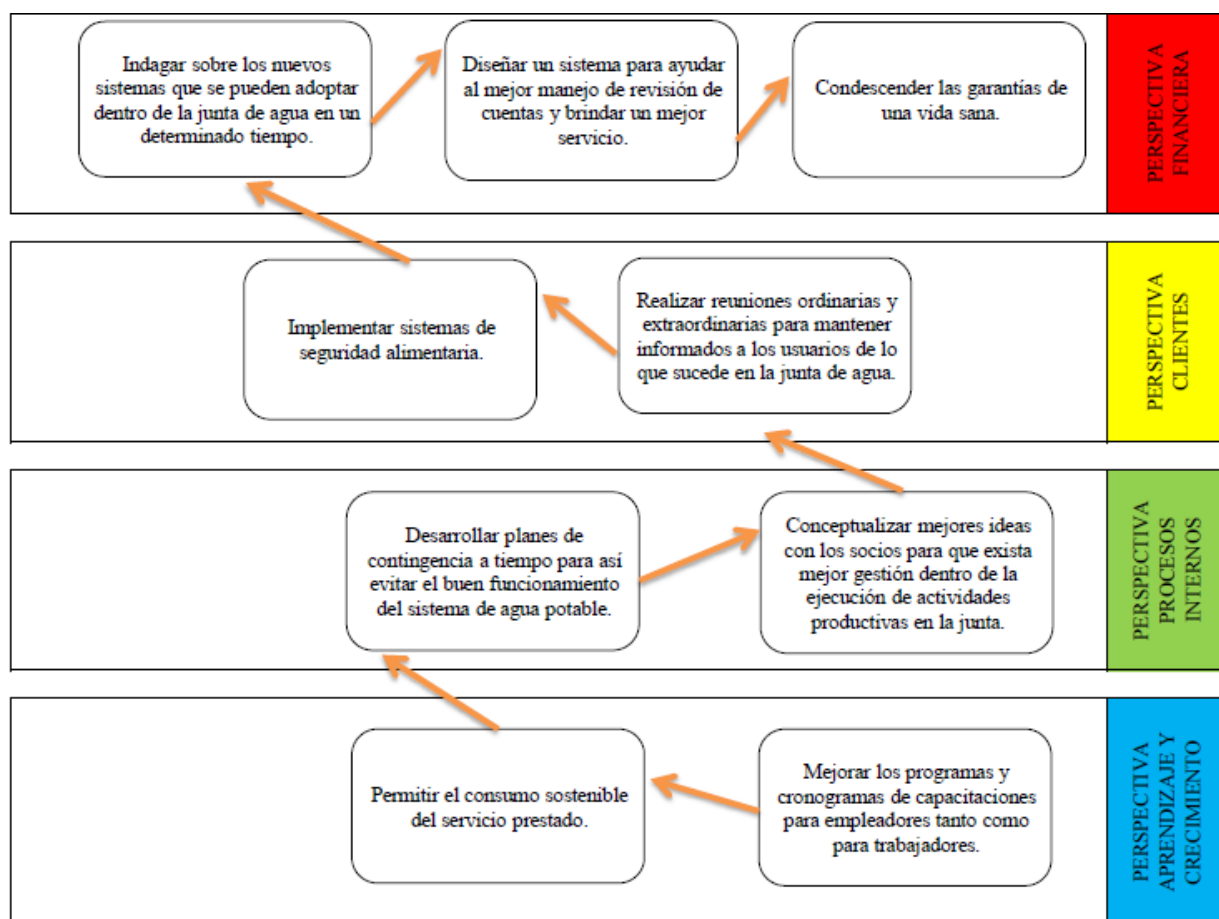 Indagar sobre los nuevos
sistemas que se pueden adoptar
dentro de la junta de agua en un
determinado tiempo.
Diseñar un sistema para ayudar
al mejor manejo de revisión de
cuentas y brindar un mejor
servicio.
Condescender las garantías de
una vida sana.
PERSPECTIVA
FINANCIERA
Implementar sistemas de
seguridad alimentaria.
Realizar reuniones ordinarias y
extraordinarias para mantener
informados a los usuarios de lo
que sucede en la junta de agua.
PERSPECTIVA
CLIENTES
Desarrollar planes de
contingencia a tiempo para así
evitar el buen funcionamiento
del sistema de agua potable.
Conceptualizar mejores ideas
con los socios para que exista
mejor gestión dentro de la
ejecución de actividades
productivas en la junta.
PERSPECTIVA
PROCESOS
INTERNOS
Permitir el consumo sostenible
del servicio prestado.
Mejorar los programas y
cronogramas de capacitaciones
para empleadores tanto como
para trabajadores.
PERSPECTIVA
APRENDIZAJE Y
CRECIMIENTO